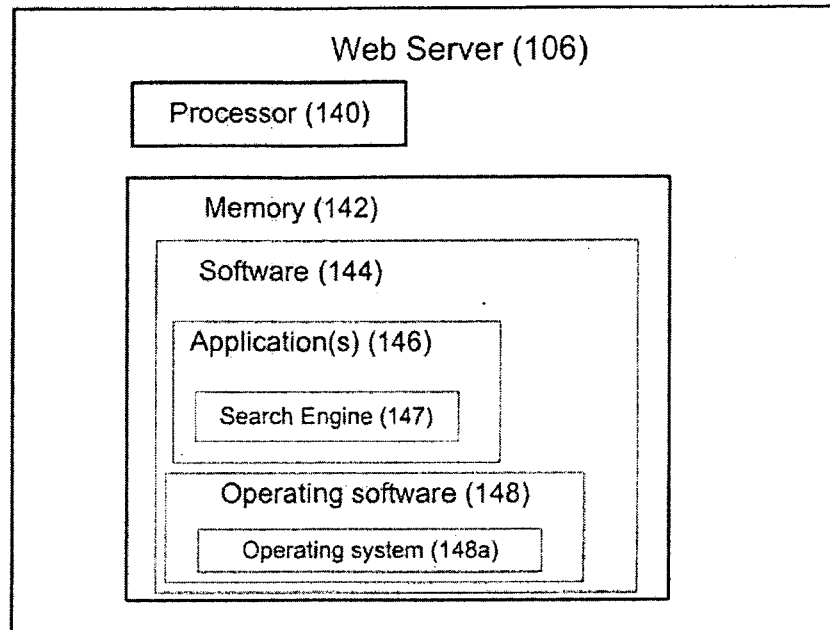 Web Server (106)
Processor (140)
Memory (142)
Software (144)
Application(s) (146)
Search Engine (147)
Operating software (148)
Operating system (148a)